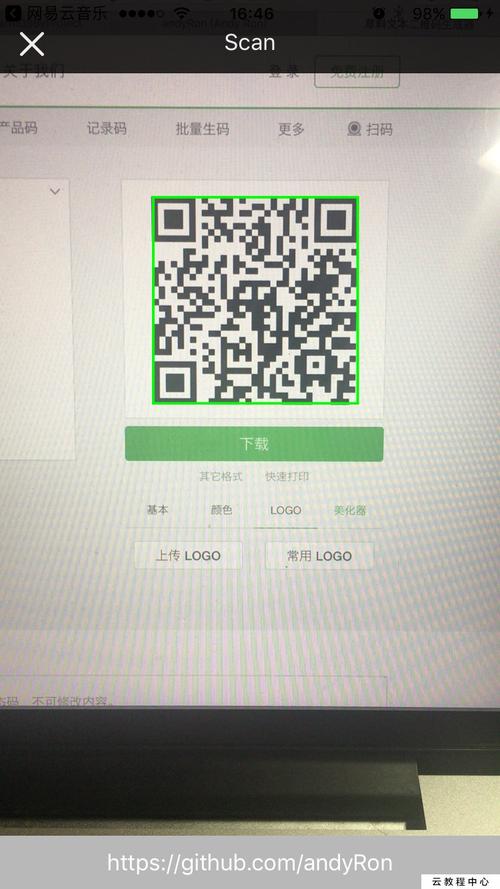 网易云音乐 16:46 98%
Scan
关于我们 登录 免费注册
产品码 记录码 批量生码 更多 扫码
下载
其它格式 快速打印
基本 颜色 LOGO 美化器
上传 LOGO 常用 LOGO
态码，不可修改内容。
https://github.com/andyRon
云教程中心